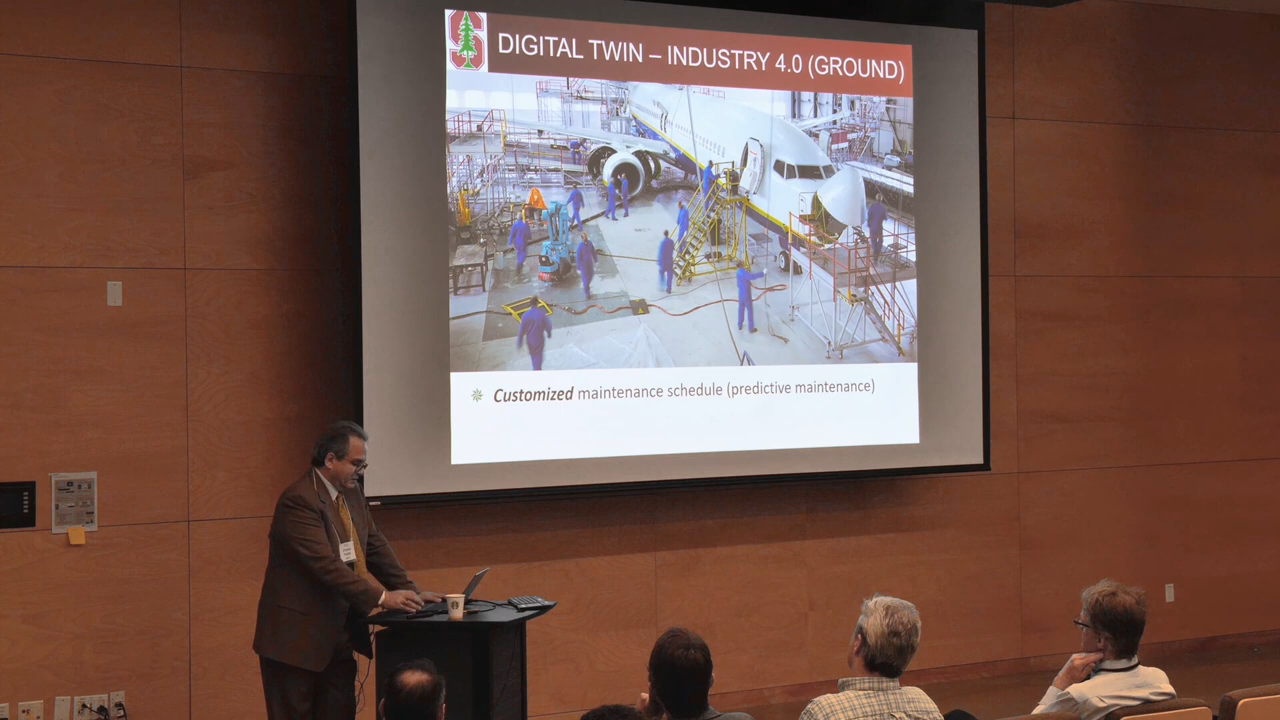 DIGITAL TWIN – INDUSTRY 4.0 (GROUND)
Customized maintenance schedule (predictive maintenance)